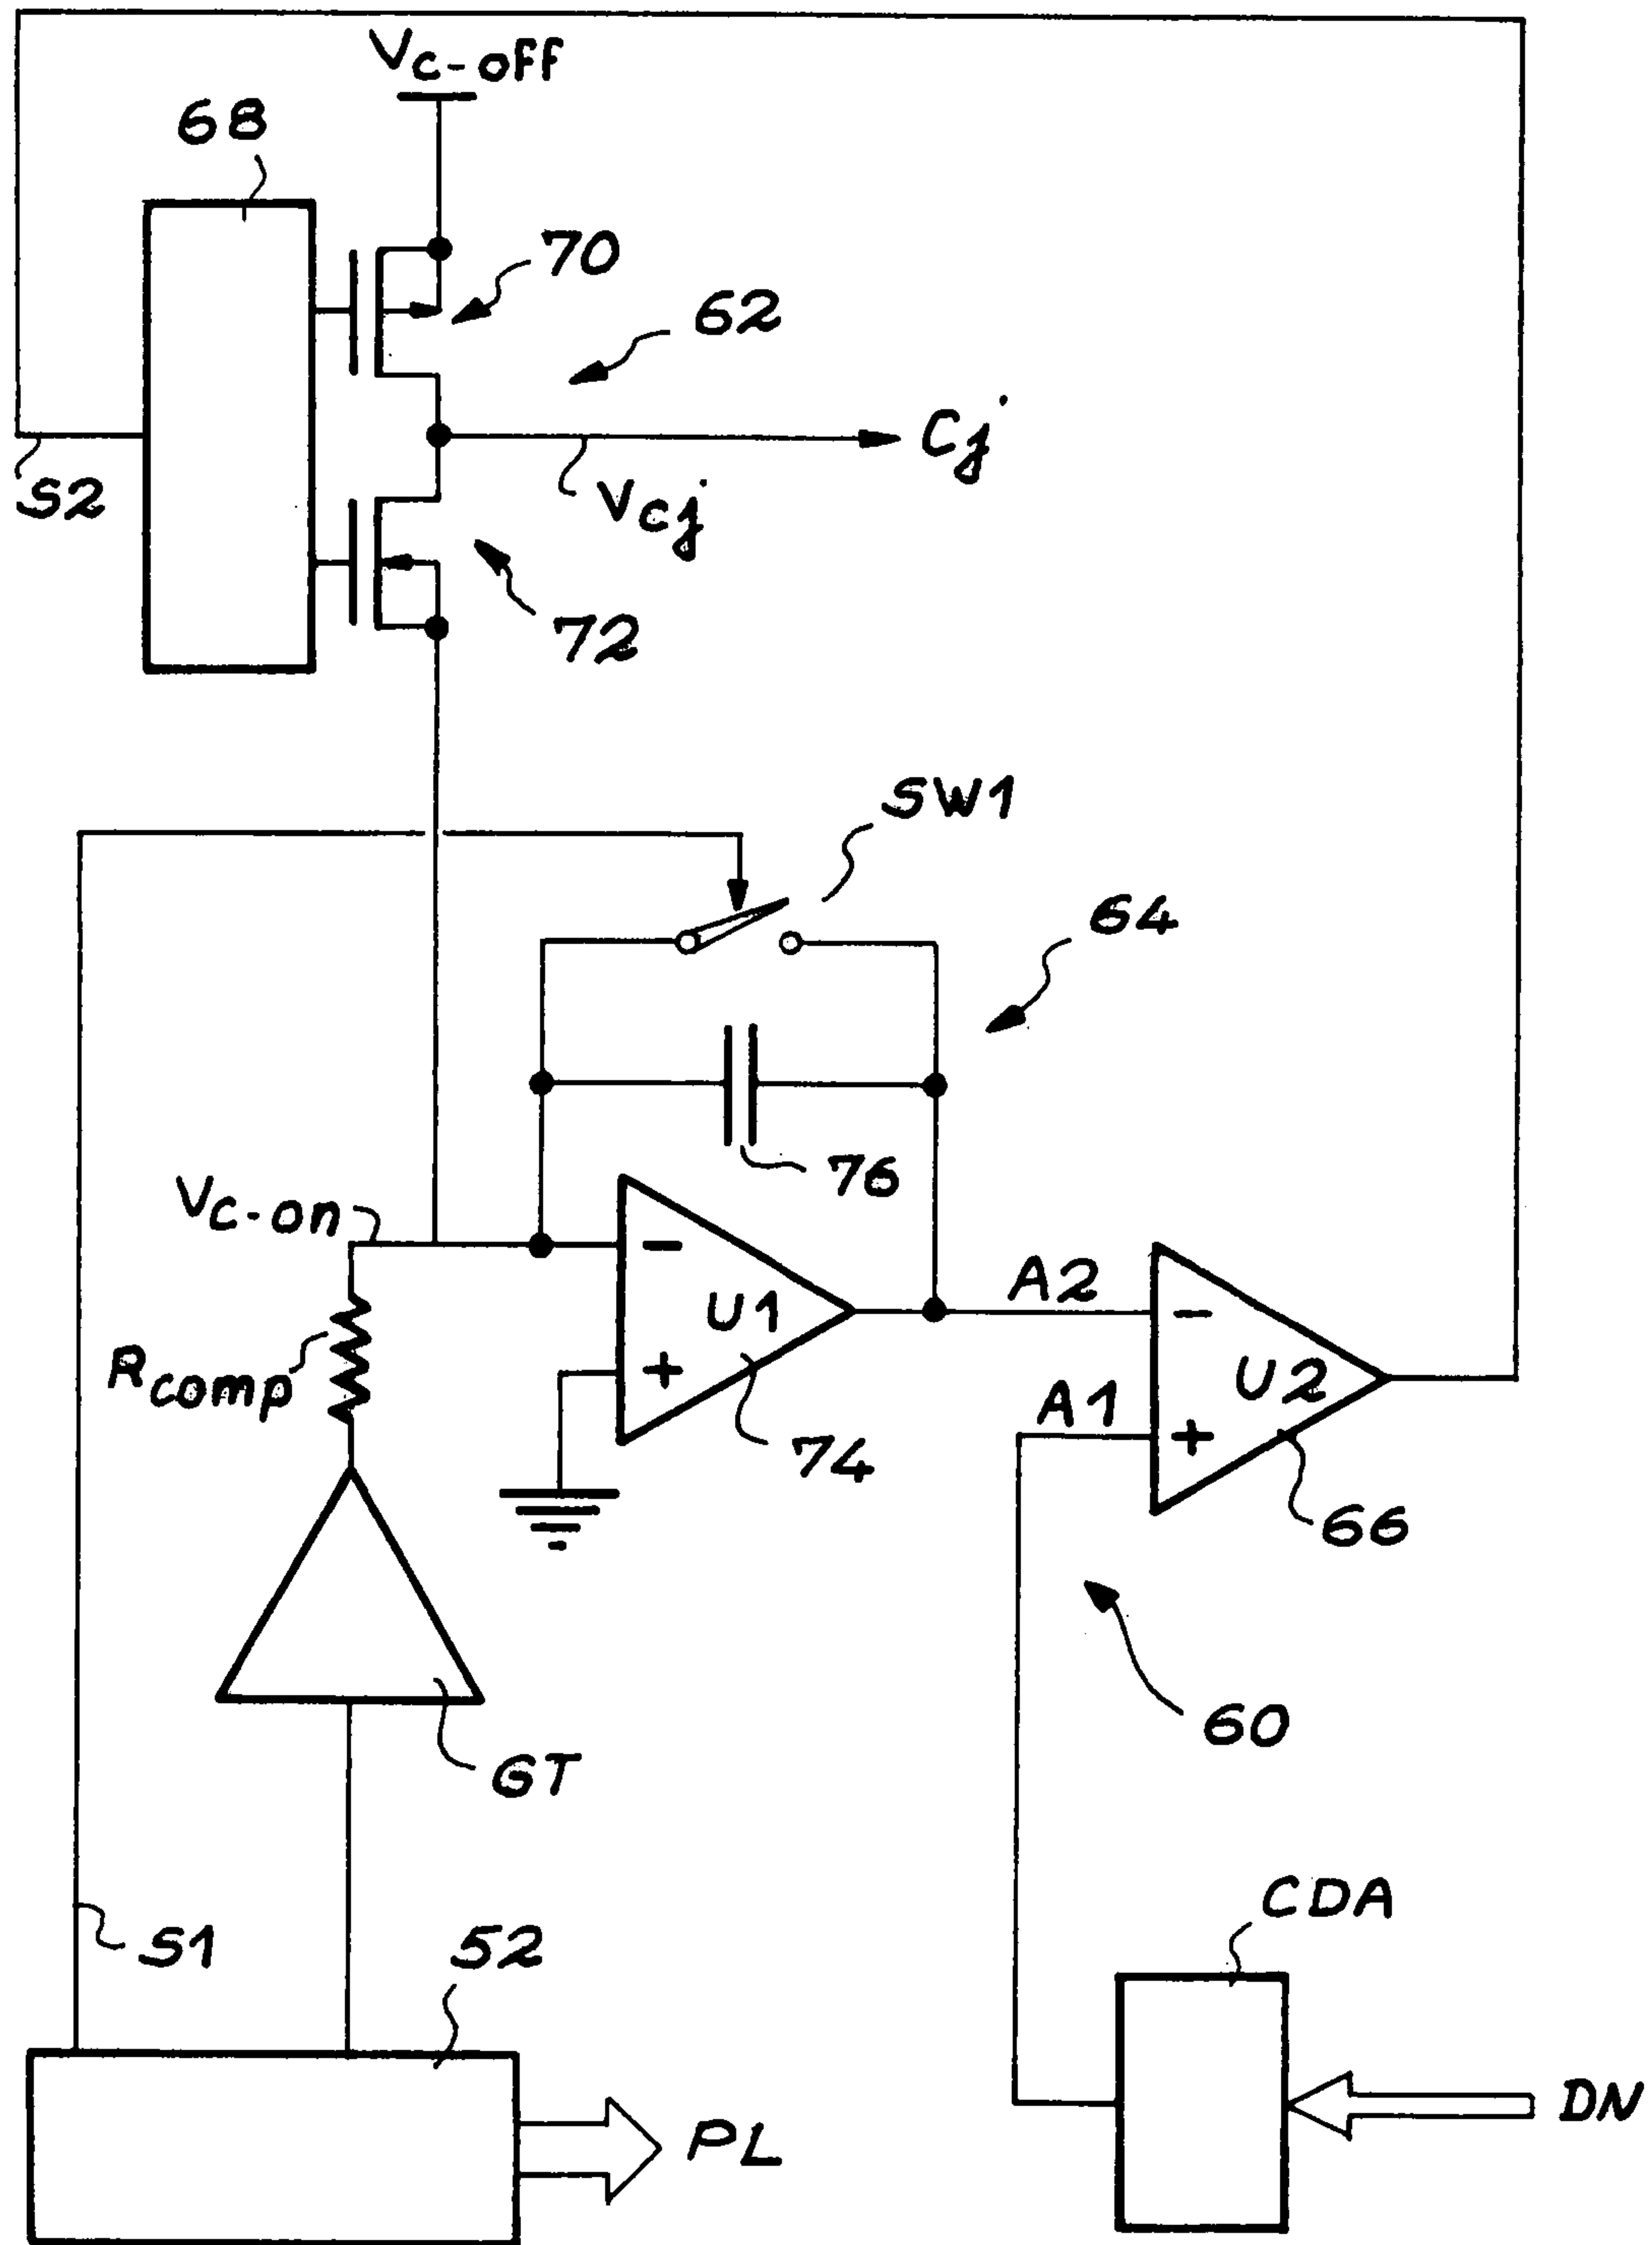 Vc-off
68
70
62
Cj
S2
Vcj
72
SW1
64
76
Vc-on
A2
U1
Rcomp
U2
A1
74
66
60
GT
CDA
S1
52
DN
PL